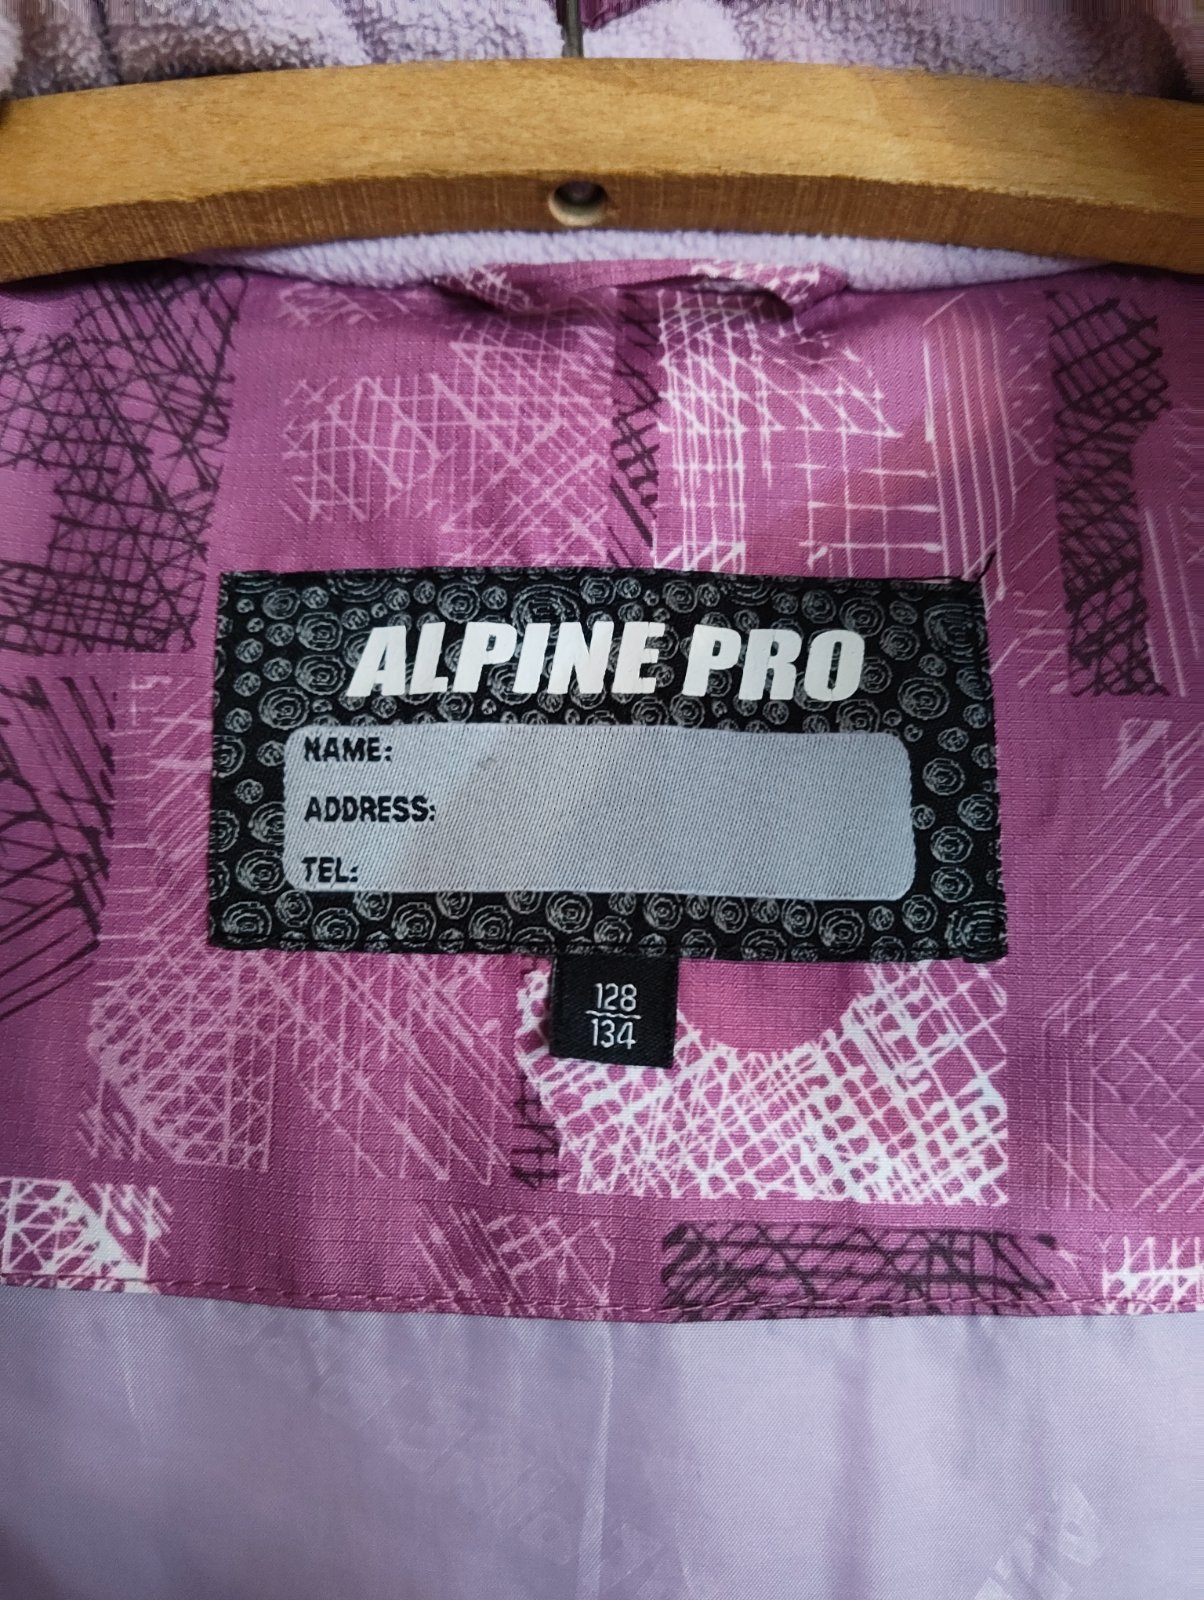 ALPINE PRO
NAME:
ADDRESS:
TEL:
128
134